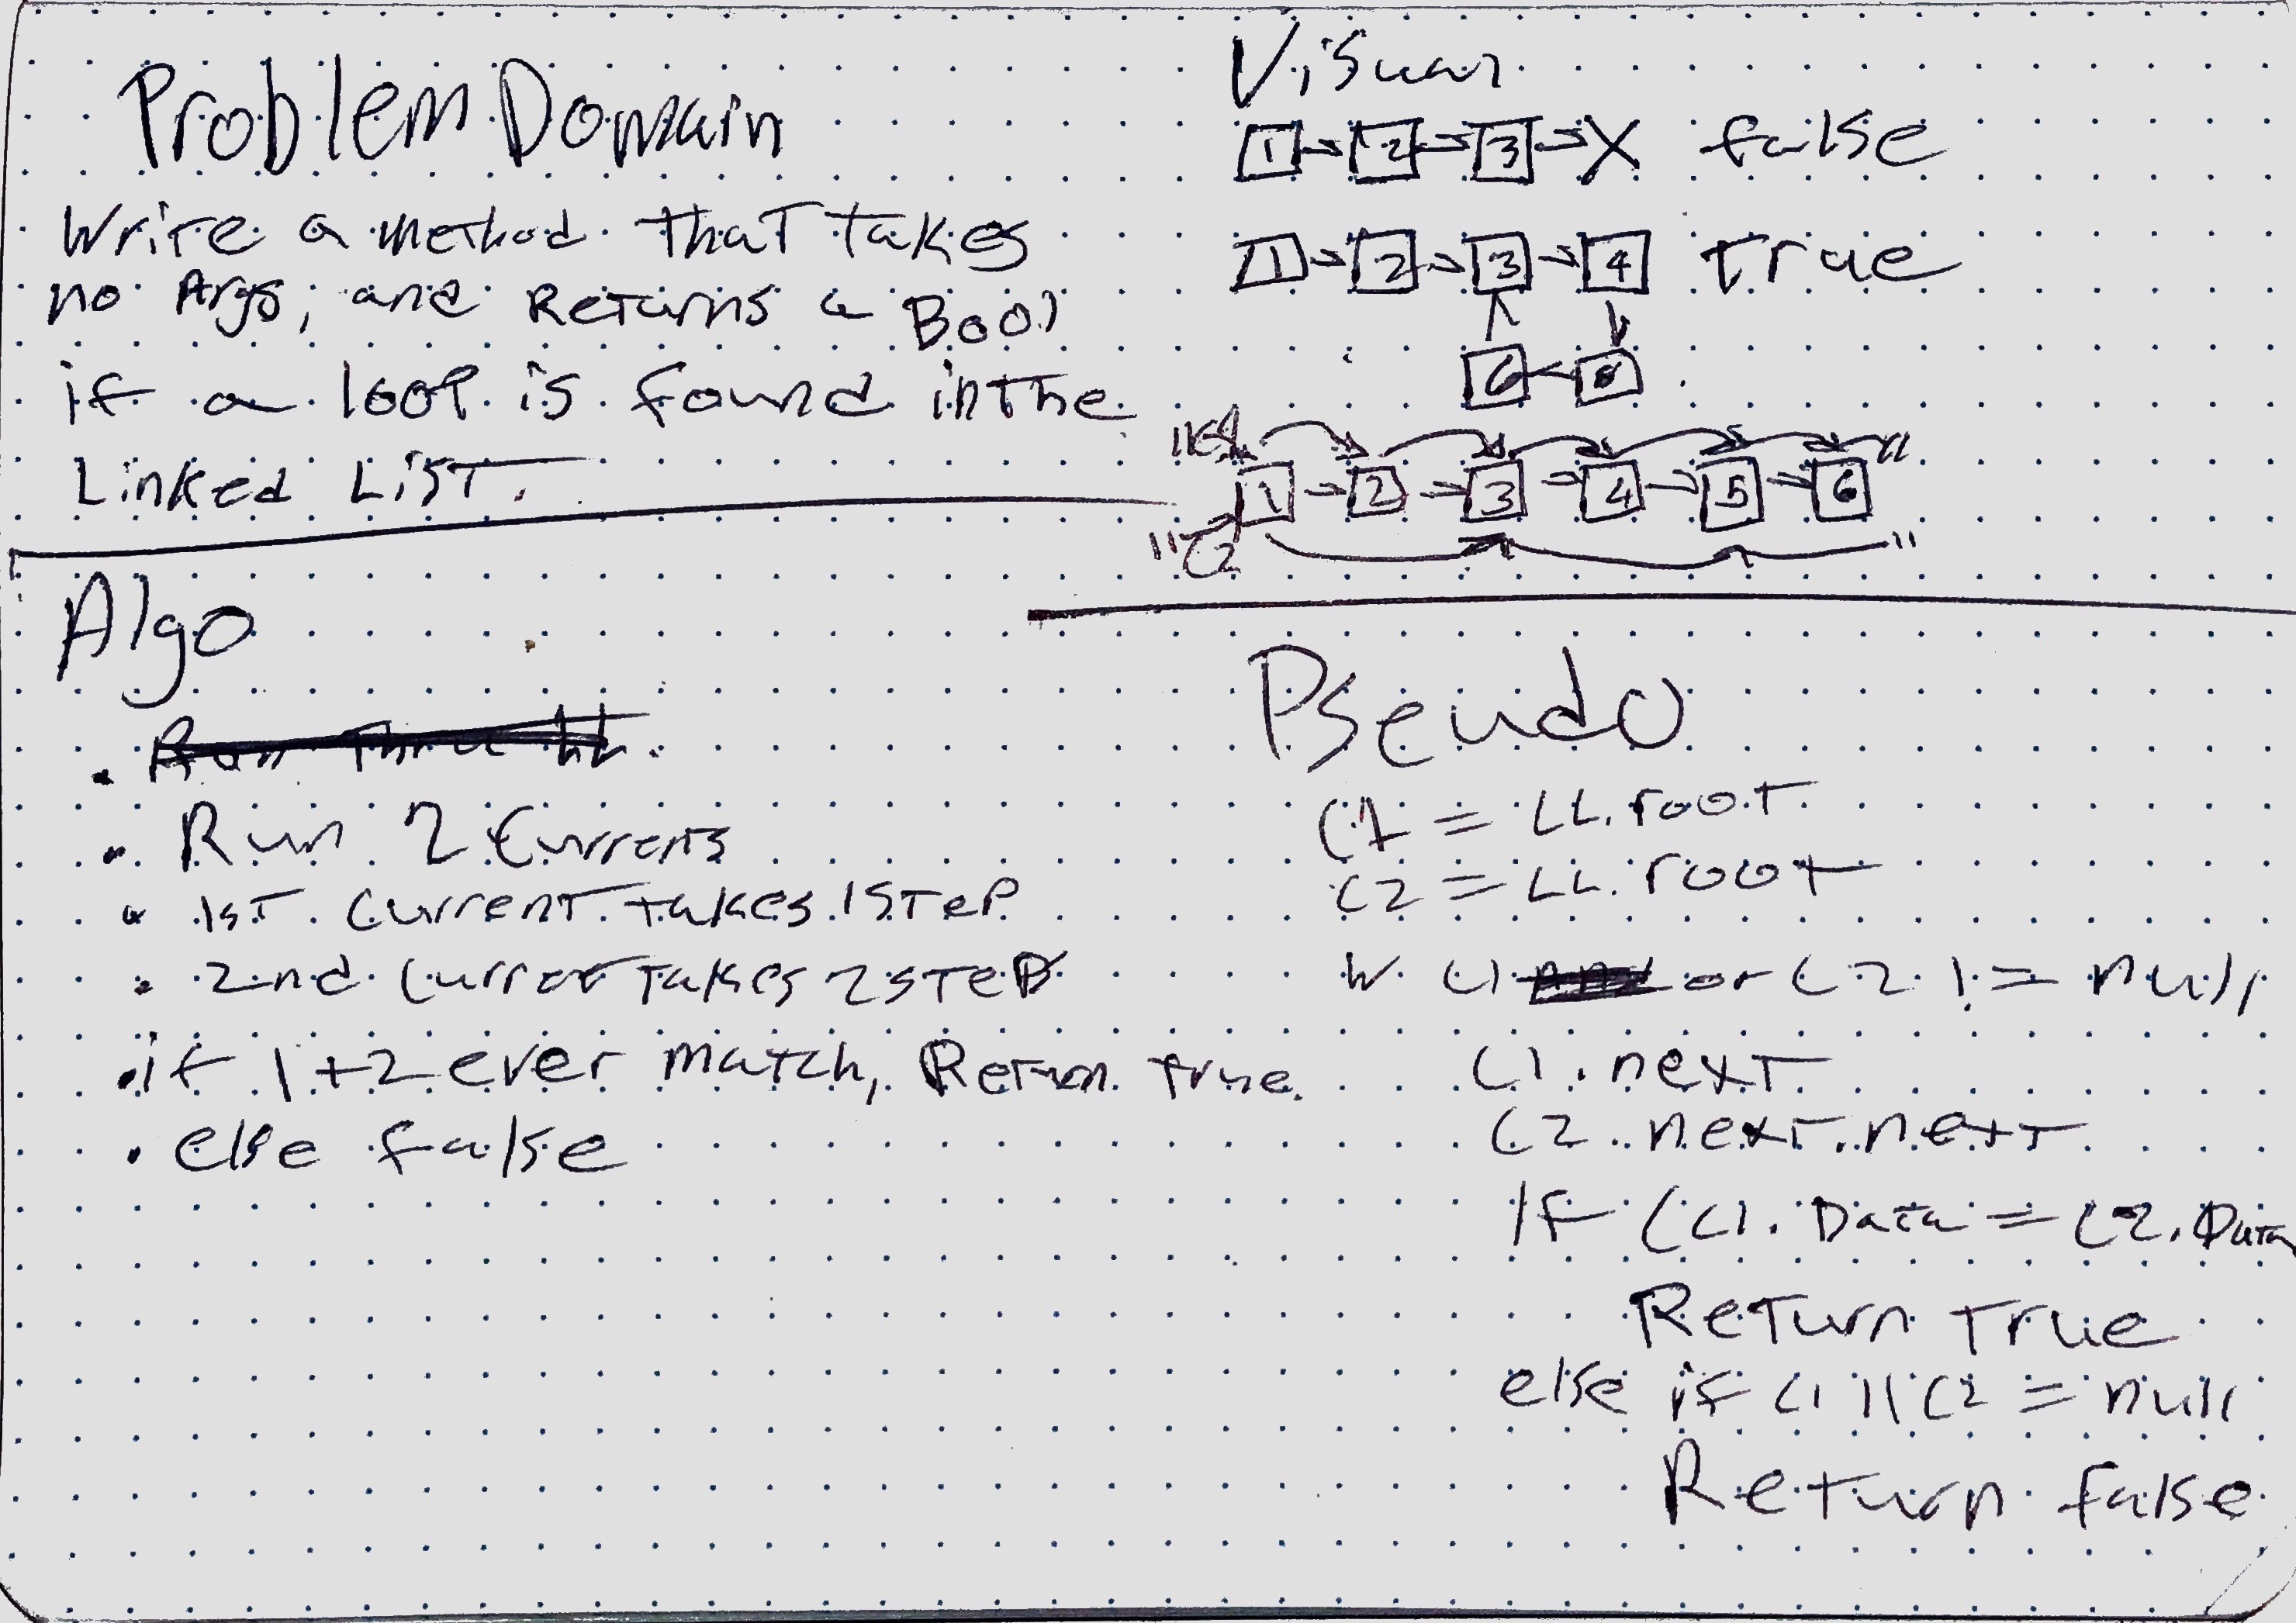 Problem Domain
Write a method that takes
no Args, and Returns a Bool
if a loop is found in the
Linked List.
Visual
1 → 2 → 3 → X false
1 → 2 → 3 → 4 true
6
"C1
1 → 2 → 3 → 4 → 5 → 6
"C2
Algo
Run Thru LL.
Run 2 Currents
1st Current takes 1 Step
2nd Current takes 2 steps
if 1+2 ever match, Return true.
else false
Pseudo
C1 = LL.root
C2 = LL.root
W C1 or C2 != null
C1.next
C2.next.next
If (C1.Data = C2.Data
Return true
else if C1 || C2 = null
Return false